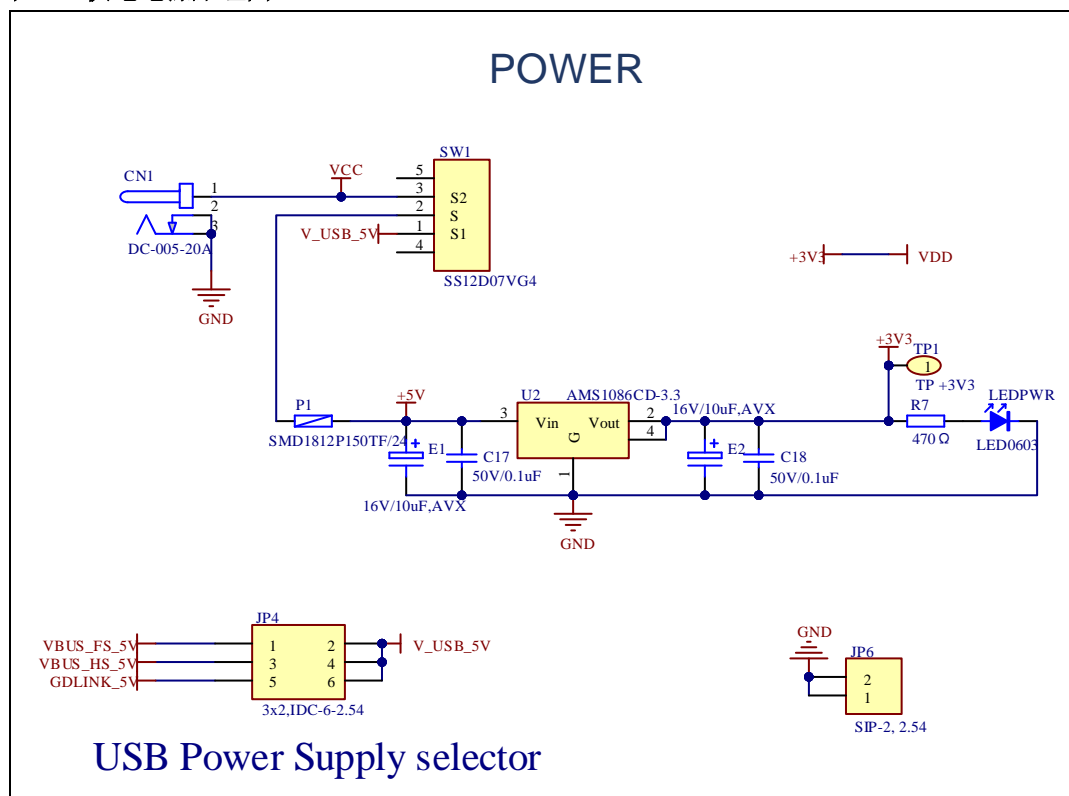 POWER
SW1
CN1
VCC
5
3
2
1
4
S2
S
S1
1
2
3
V_USB_5V
DC-005-20A
SS12D07VG4
GND
+3V3
VDD
+3V3
TP1
1
TP +3V3
P1
+5V
U2
AMS1086CD-3.3
R7
LEDPWR
3
Vin
Vout
G
2
4
1
16V/10uF,AVX
SMD1812P150TF/24
E1
C17
50V/0.1uF
16V/10uF,AVX
E2
C18
50V/0.1uF
470Ω
LED0603
GND
JP4
VBUS_FS_5V
VBUS_HS_5V
GDLINK_5V
1 2
3 4
5 6
V_USB_5V
3x2,IDC-6-2.54
GND
JP6
2
1
SIP-2, 2.54
USB Power Supply selector